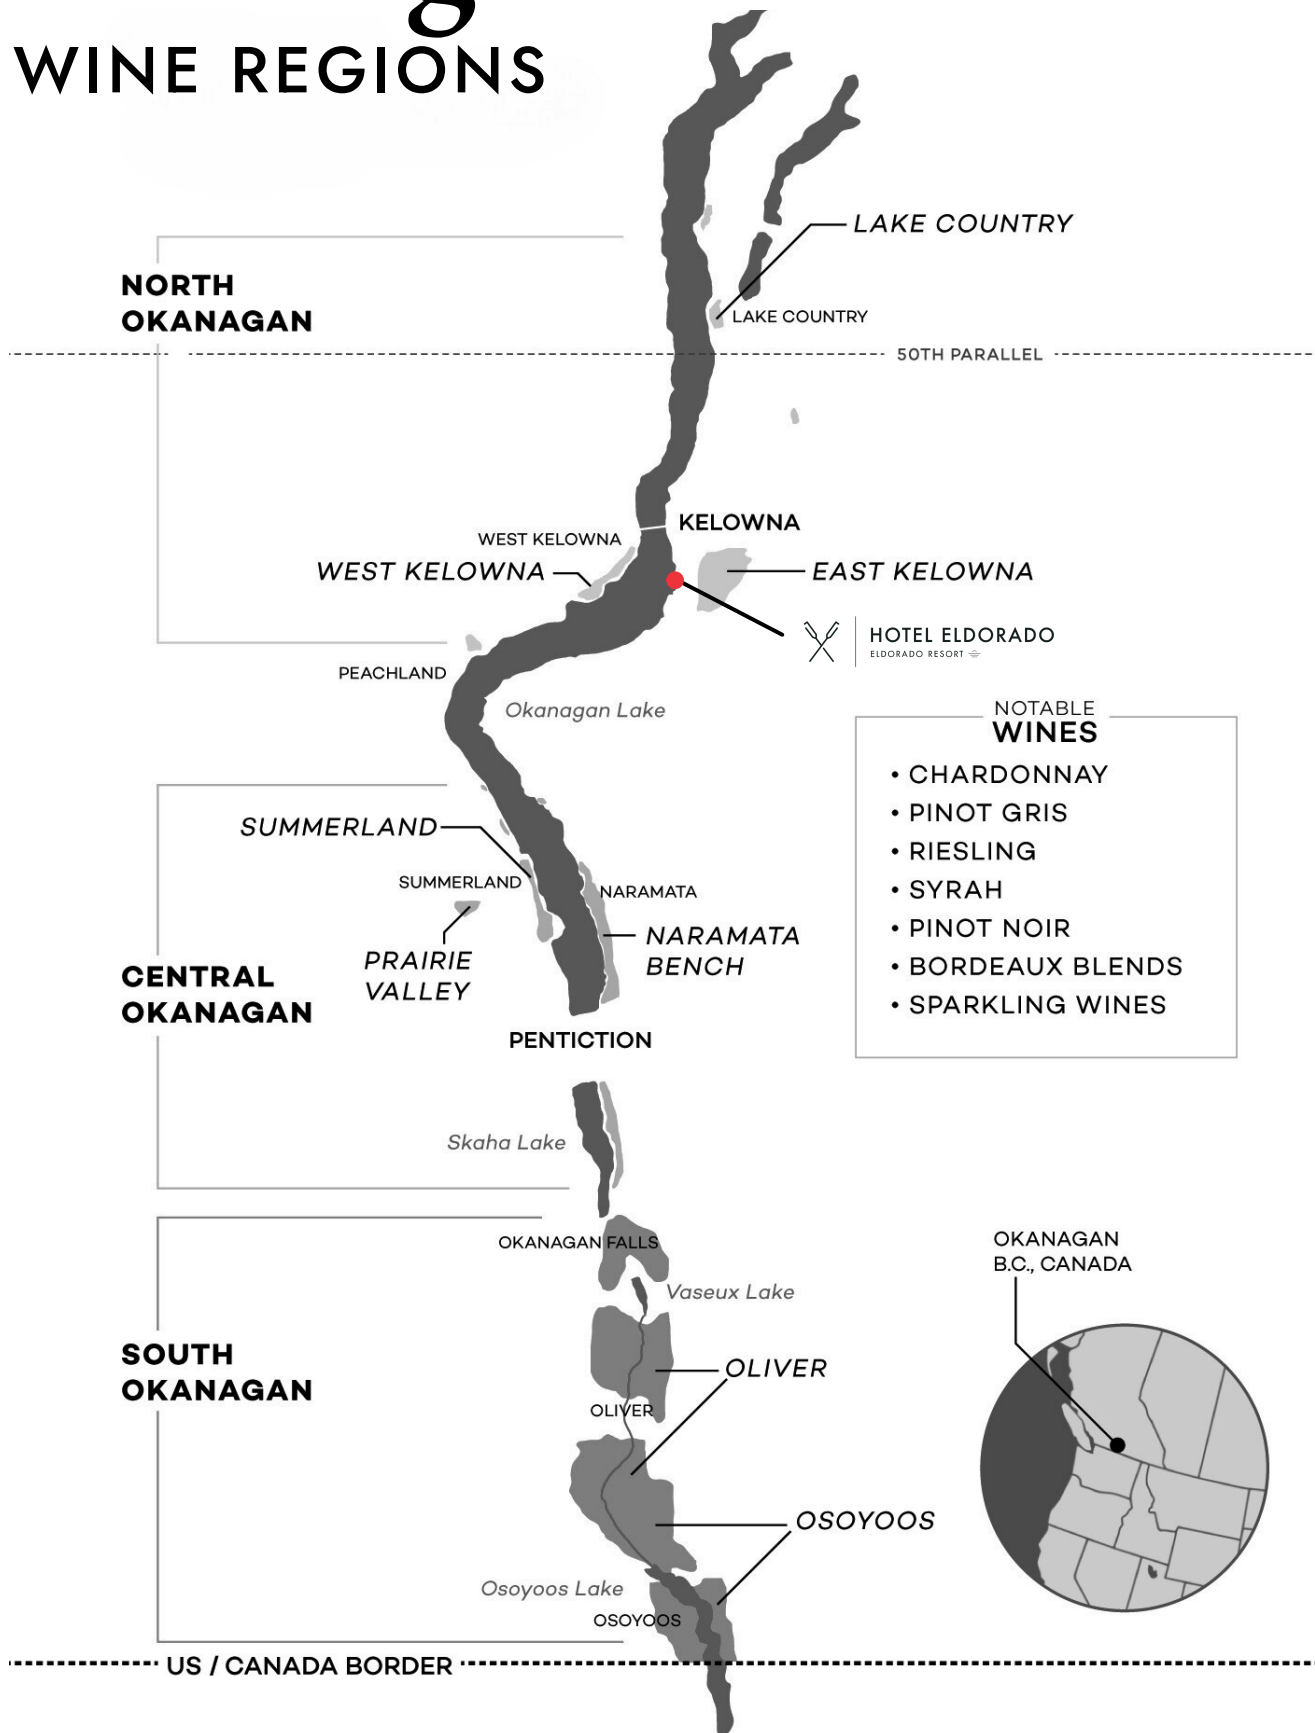 WINE REGIONS
LAKE COUNTRY
NORTH
OKANAGAN
LAKE COUNTRY
50TH PARALLEL
KELOWNA
WEST KELOWNA
WEST KELOWNA
EAST KELOWNA
HOTEL ELDORADO
ELDORADO RESORT
PEACHLAND
Okanagan Lake
NOTABLE
WINES
• CHARDONNAY
• PINOT GRIS
• RIESLING
• SYRAH
• PINOT NOIR
• BORDEAUX BLENDS
• SPARKLING WINES
SUMMERLAND
SUMMERLAND
NARAMATA
NARAMATA
BENCH
PRAIRIE
VALLEY
CENTRAL
OKANAGAN
PENTICTION
Skaha Lake
OKANAGAN FALLS
OKANAGAN
B.C., CANADA
Vaseux Lake
SOUTH
OKANAGAN
OLIVER
OLIVER
OSOYOOS
Osoyoos Lake
OSOYOOS
US / CANADA BORDER